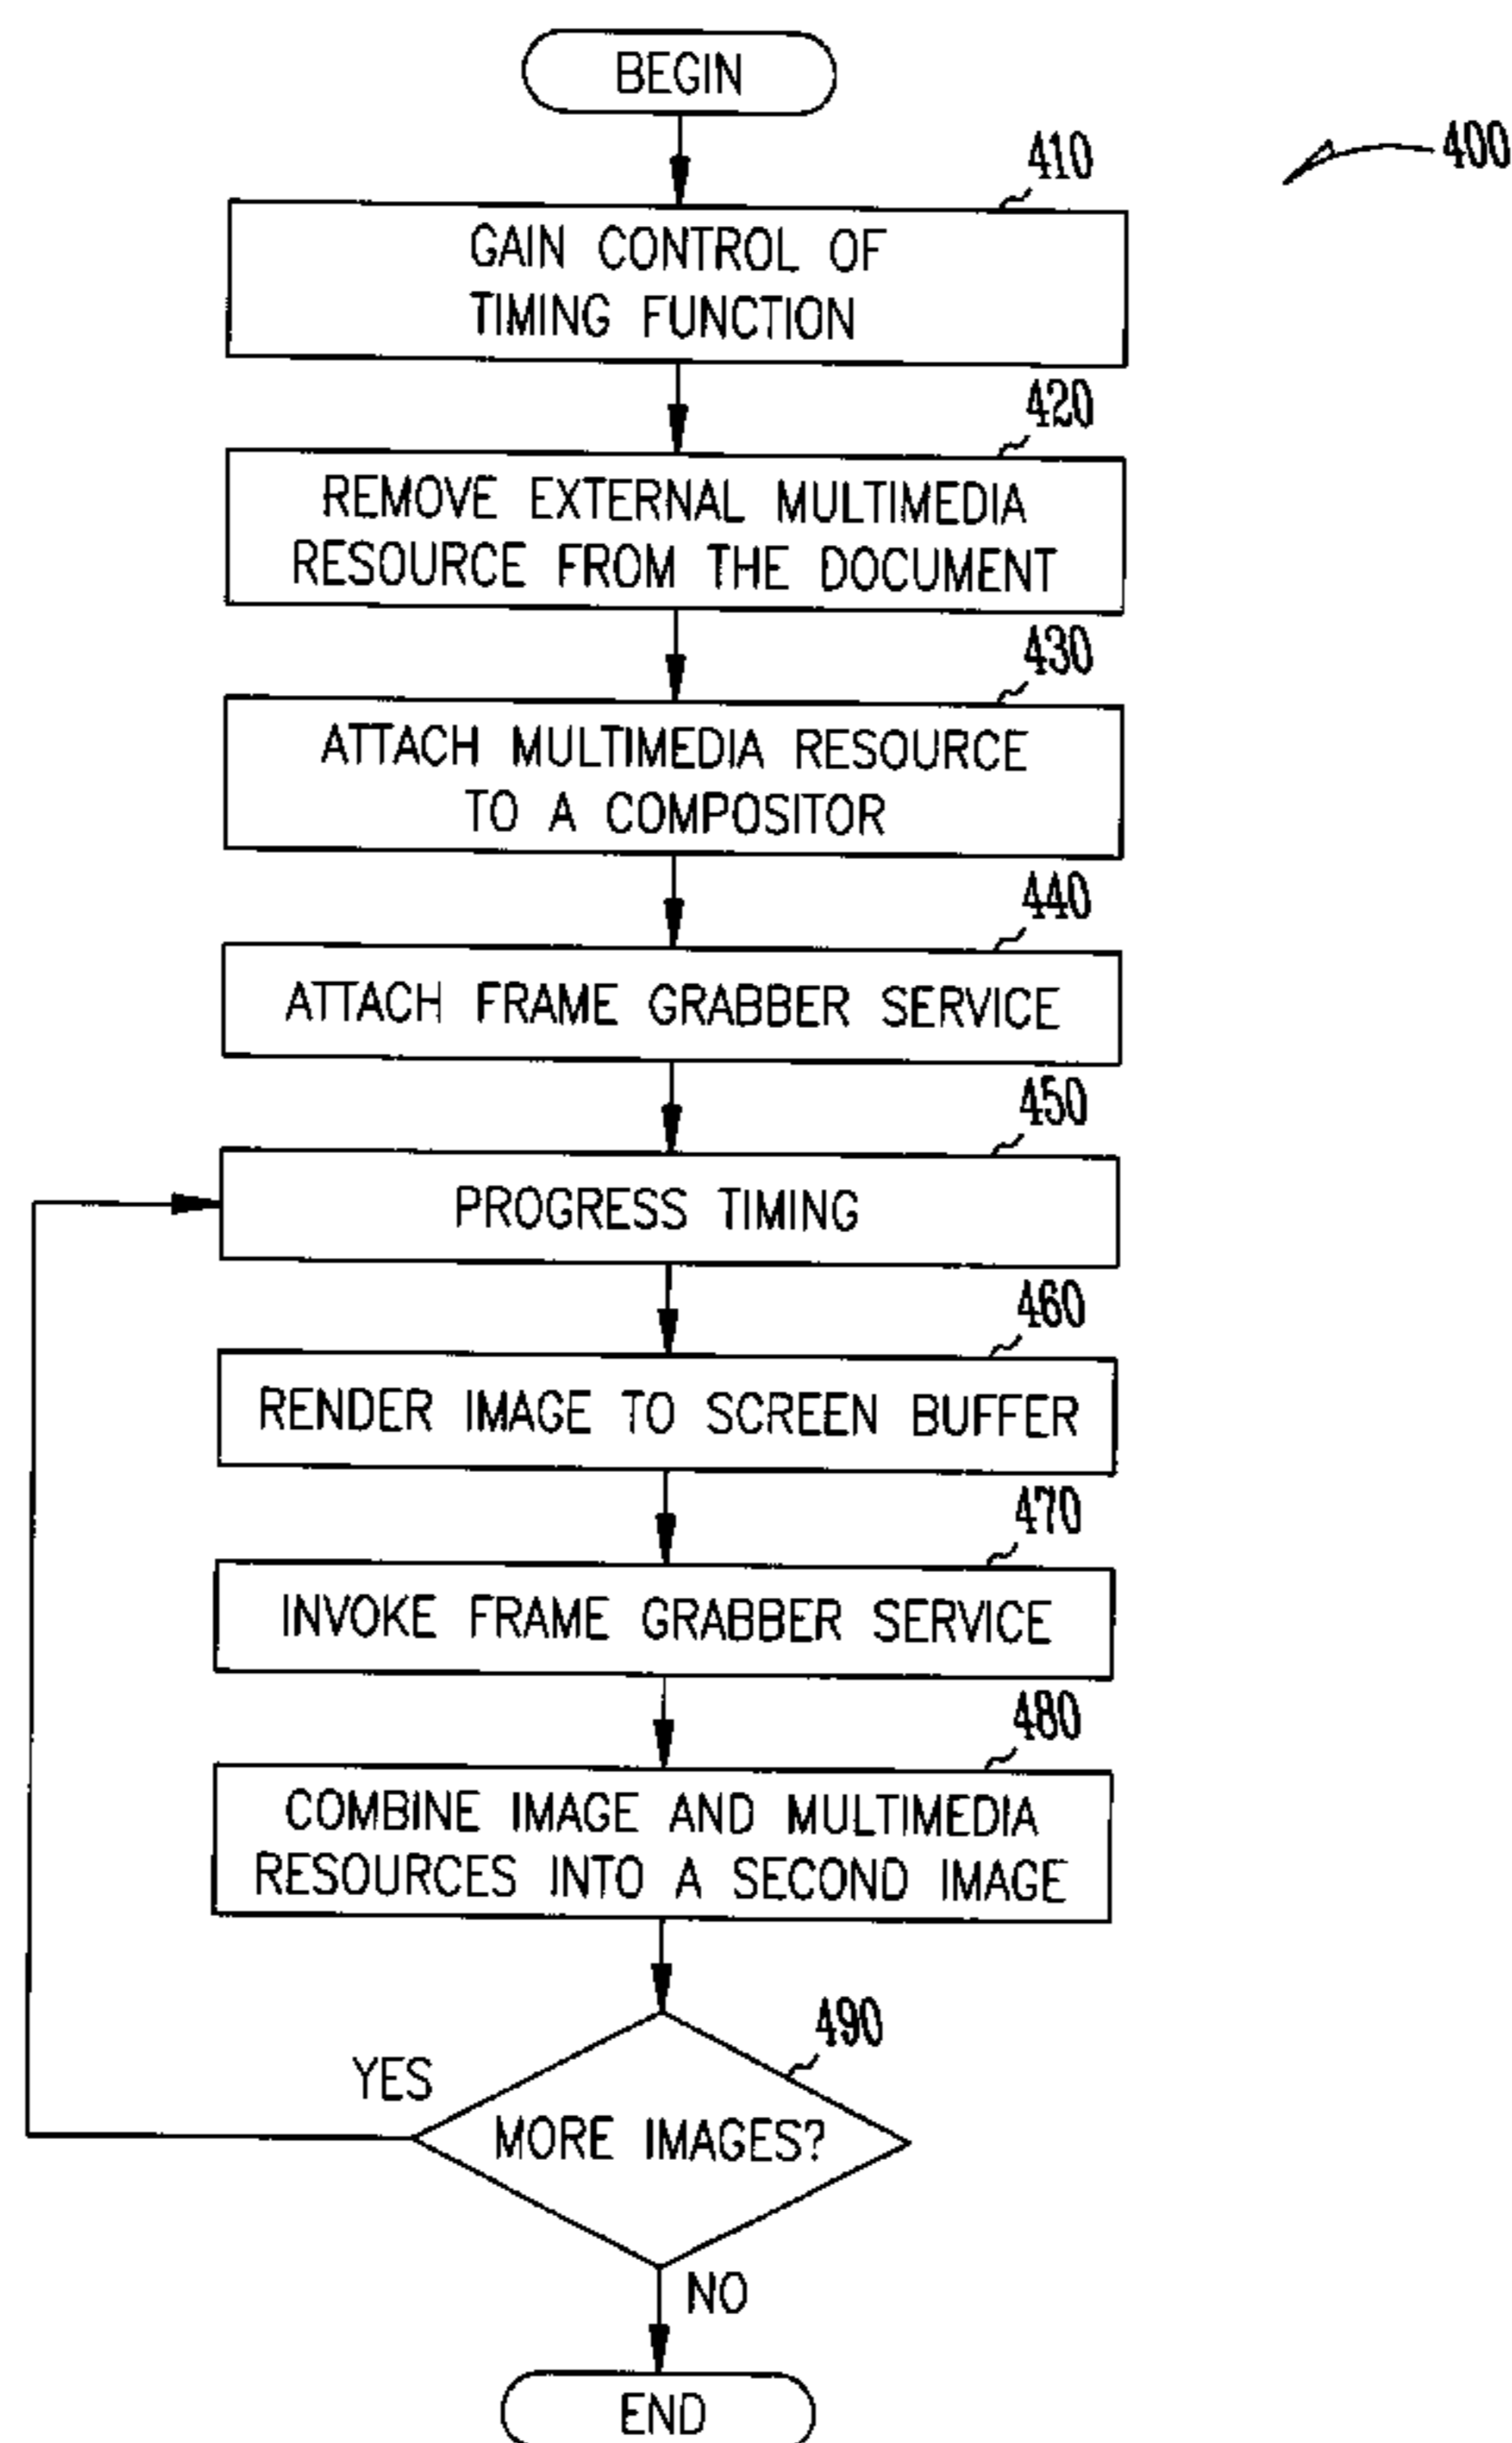 BEGIN
400
410
GAIN CONTROL OF
TIMING FUNCTION
420
REMOVE EXTERNAL MULTIMEDIA
RESOURCE FROM THE DOCUMENT
430
ATTACH MULTIMEDIA RESOURCE
TO A COMPOSITOR
440
ATTACH FRAME GRABBER SERVICE
450
PROGRESS TIMING
460
RENDER IMAGE TO SCREEN BUFFER
470
INVOKE FRAME GRABBER SERVICE
480
COMBINE IMAGE AND MULTIMEDIA
RESOURCES INTO A SECOND IMAGE
490
YES
MORE IMAGES?
NO
END